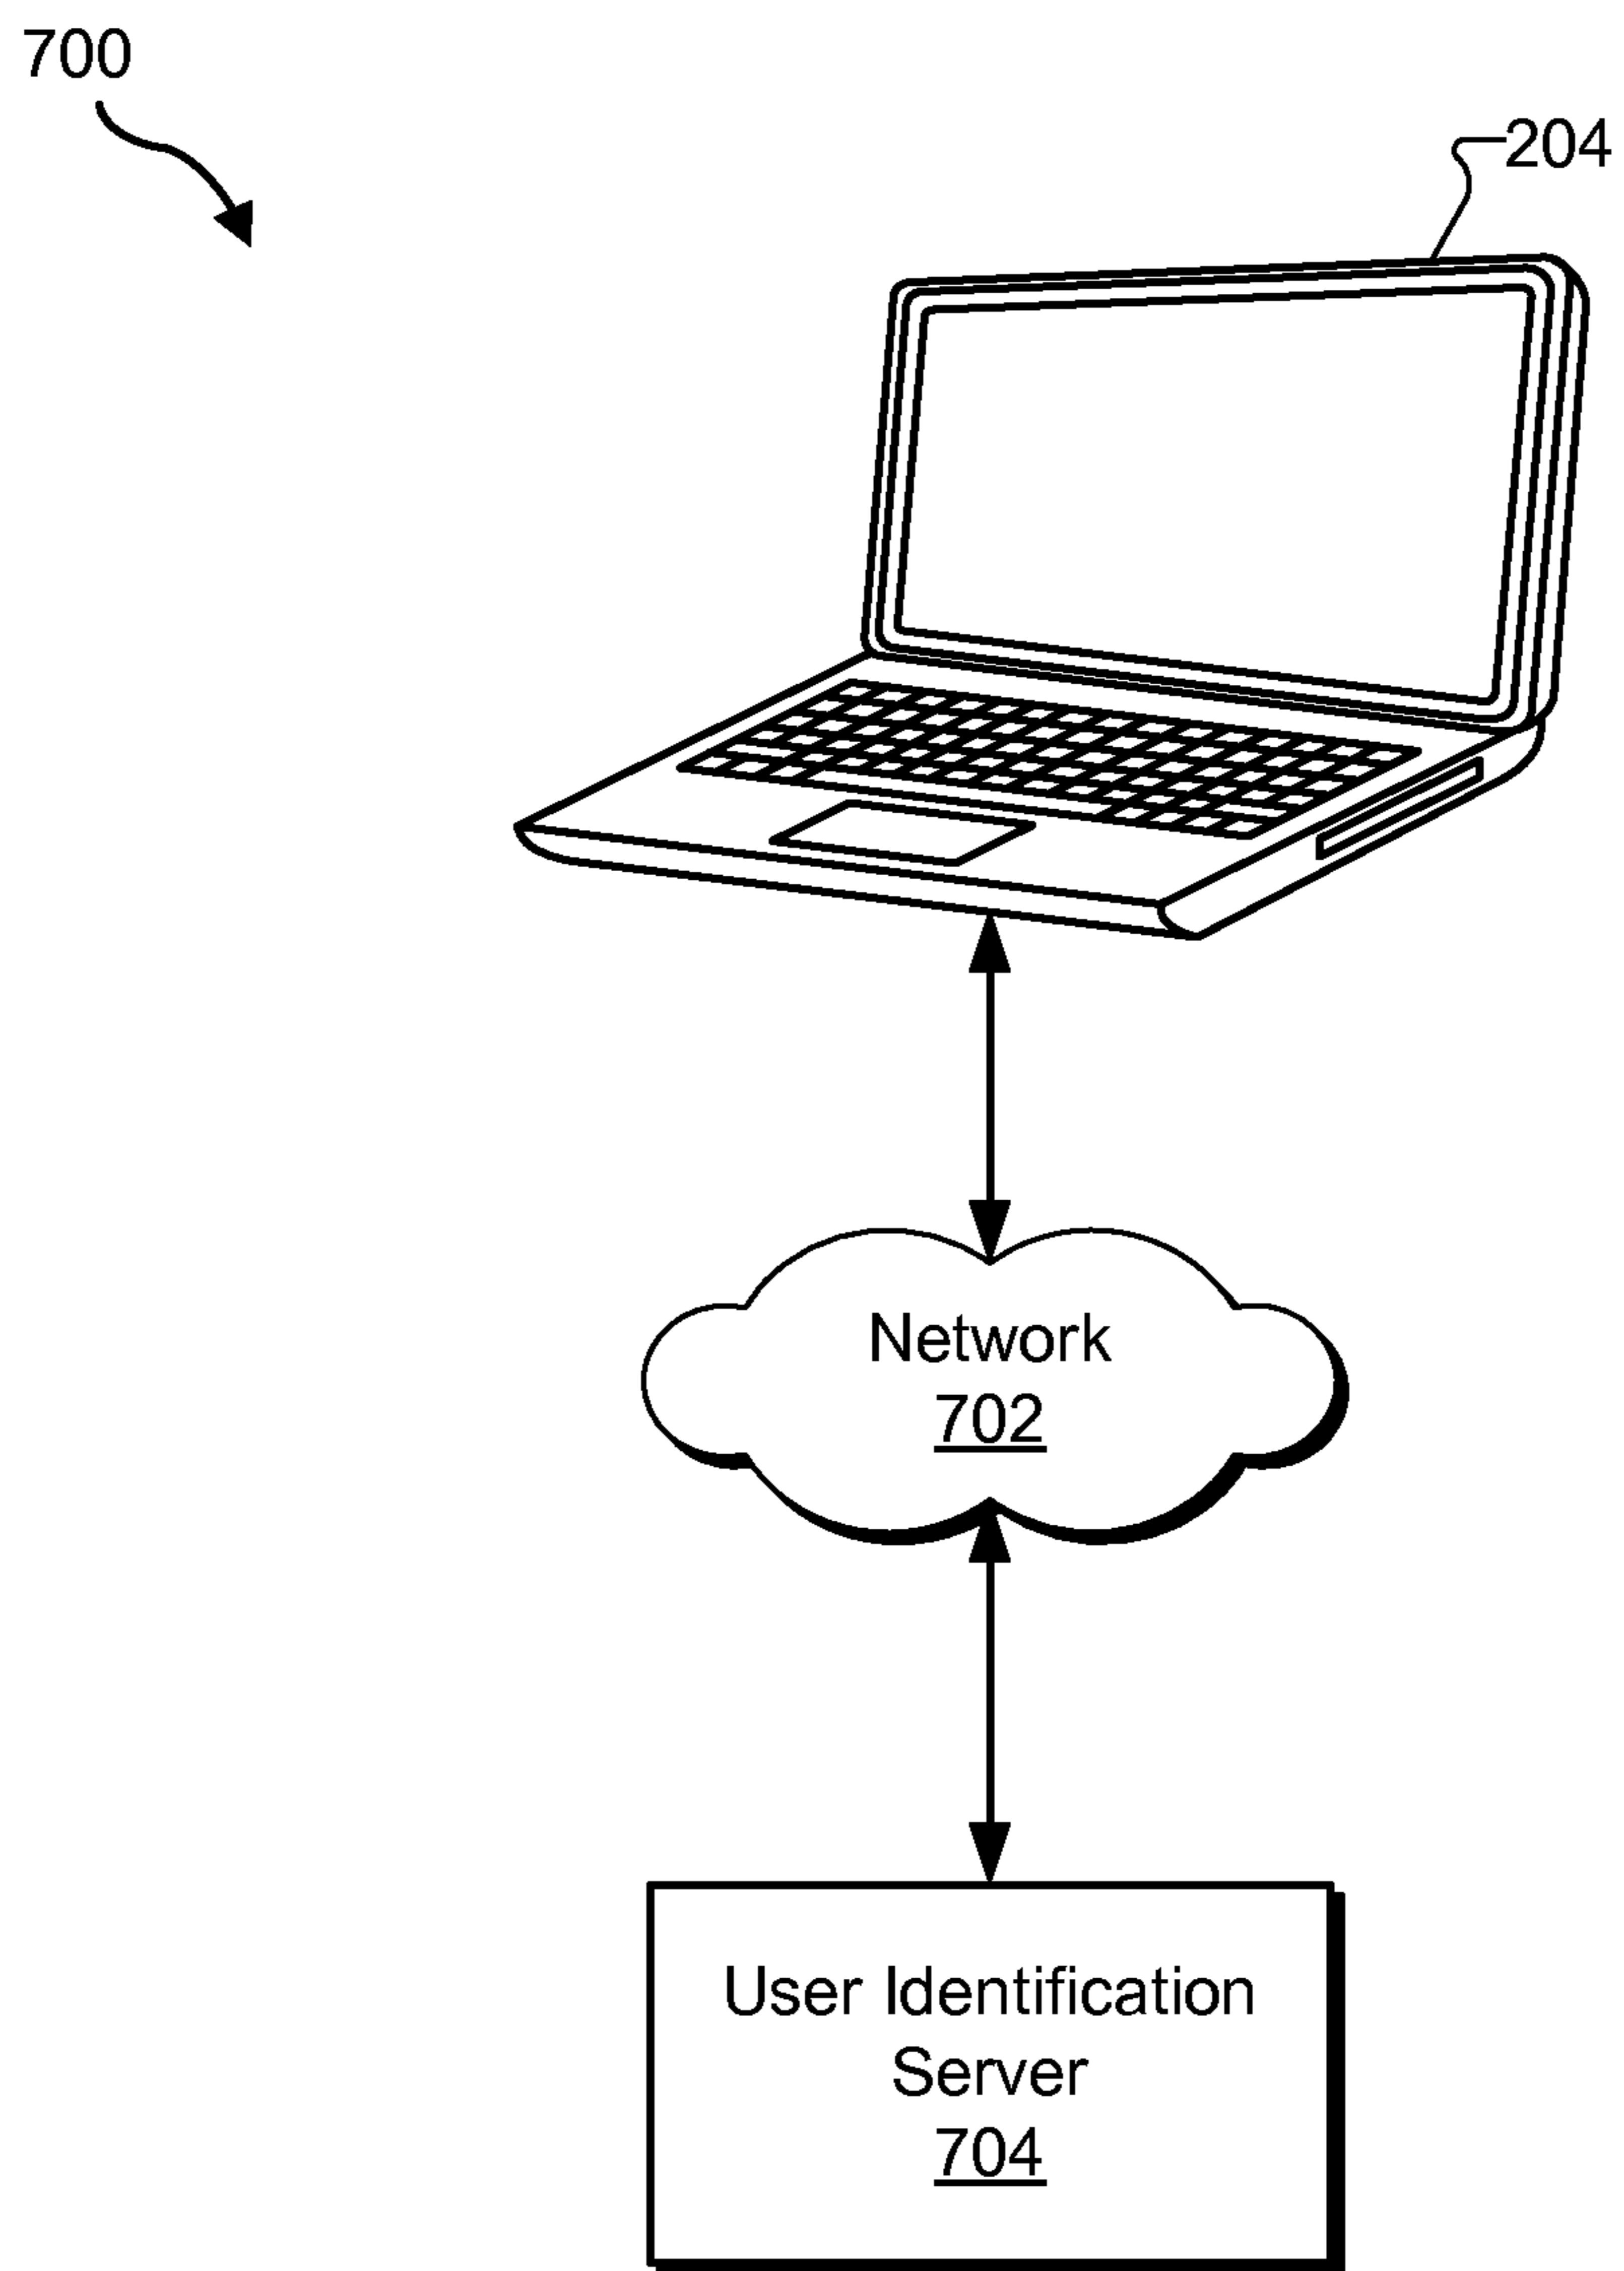 700
204
Network
702
User Identification
Server
704